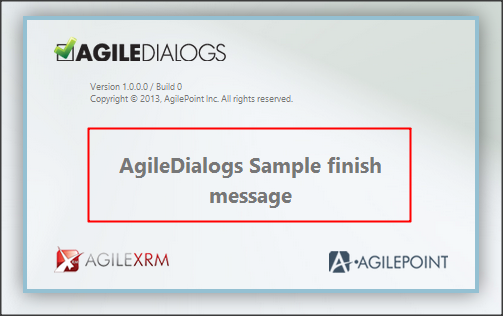 AGILEDIALOGS
Version 1.0.0.0 / Build 0
Copyright © 2013, AgilePoint Inc. All rights reserved.
AgileDialogs Sample finish
message
AGILEXRM
AGILEPOINT